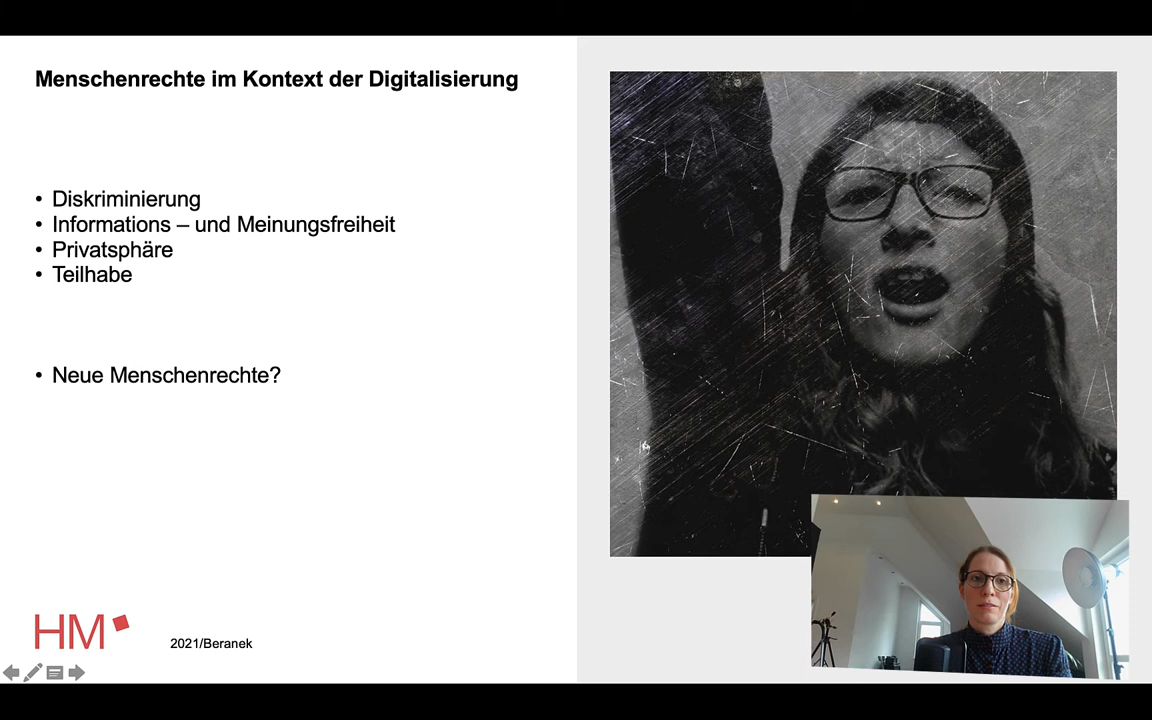 Menschenrechte im Kontext der Digitalisierung
• Diskriminierung
• Informations – und Meinungsfreiheit
• Privatsphäre
• Teilhabe
• Neue Menschenrechte?
HM
2021/Beranek